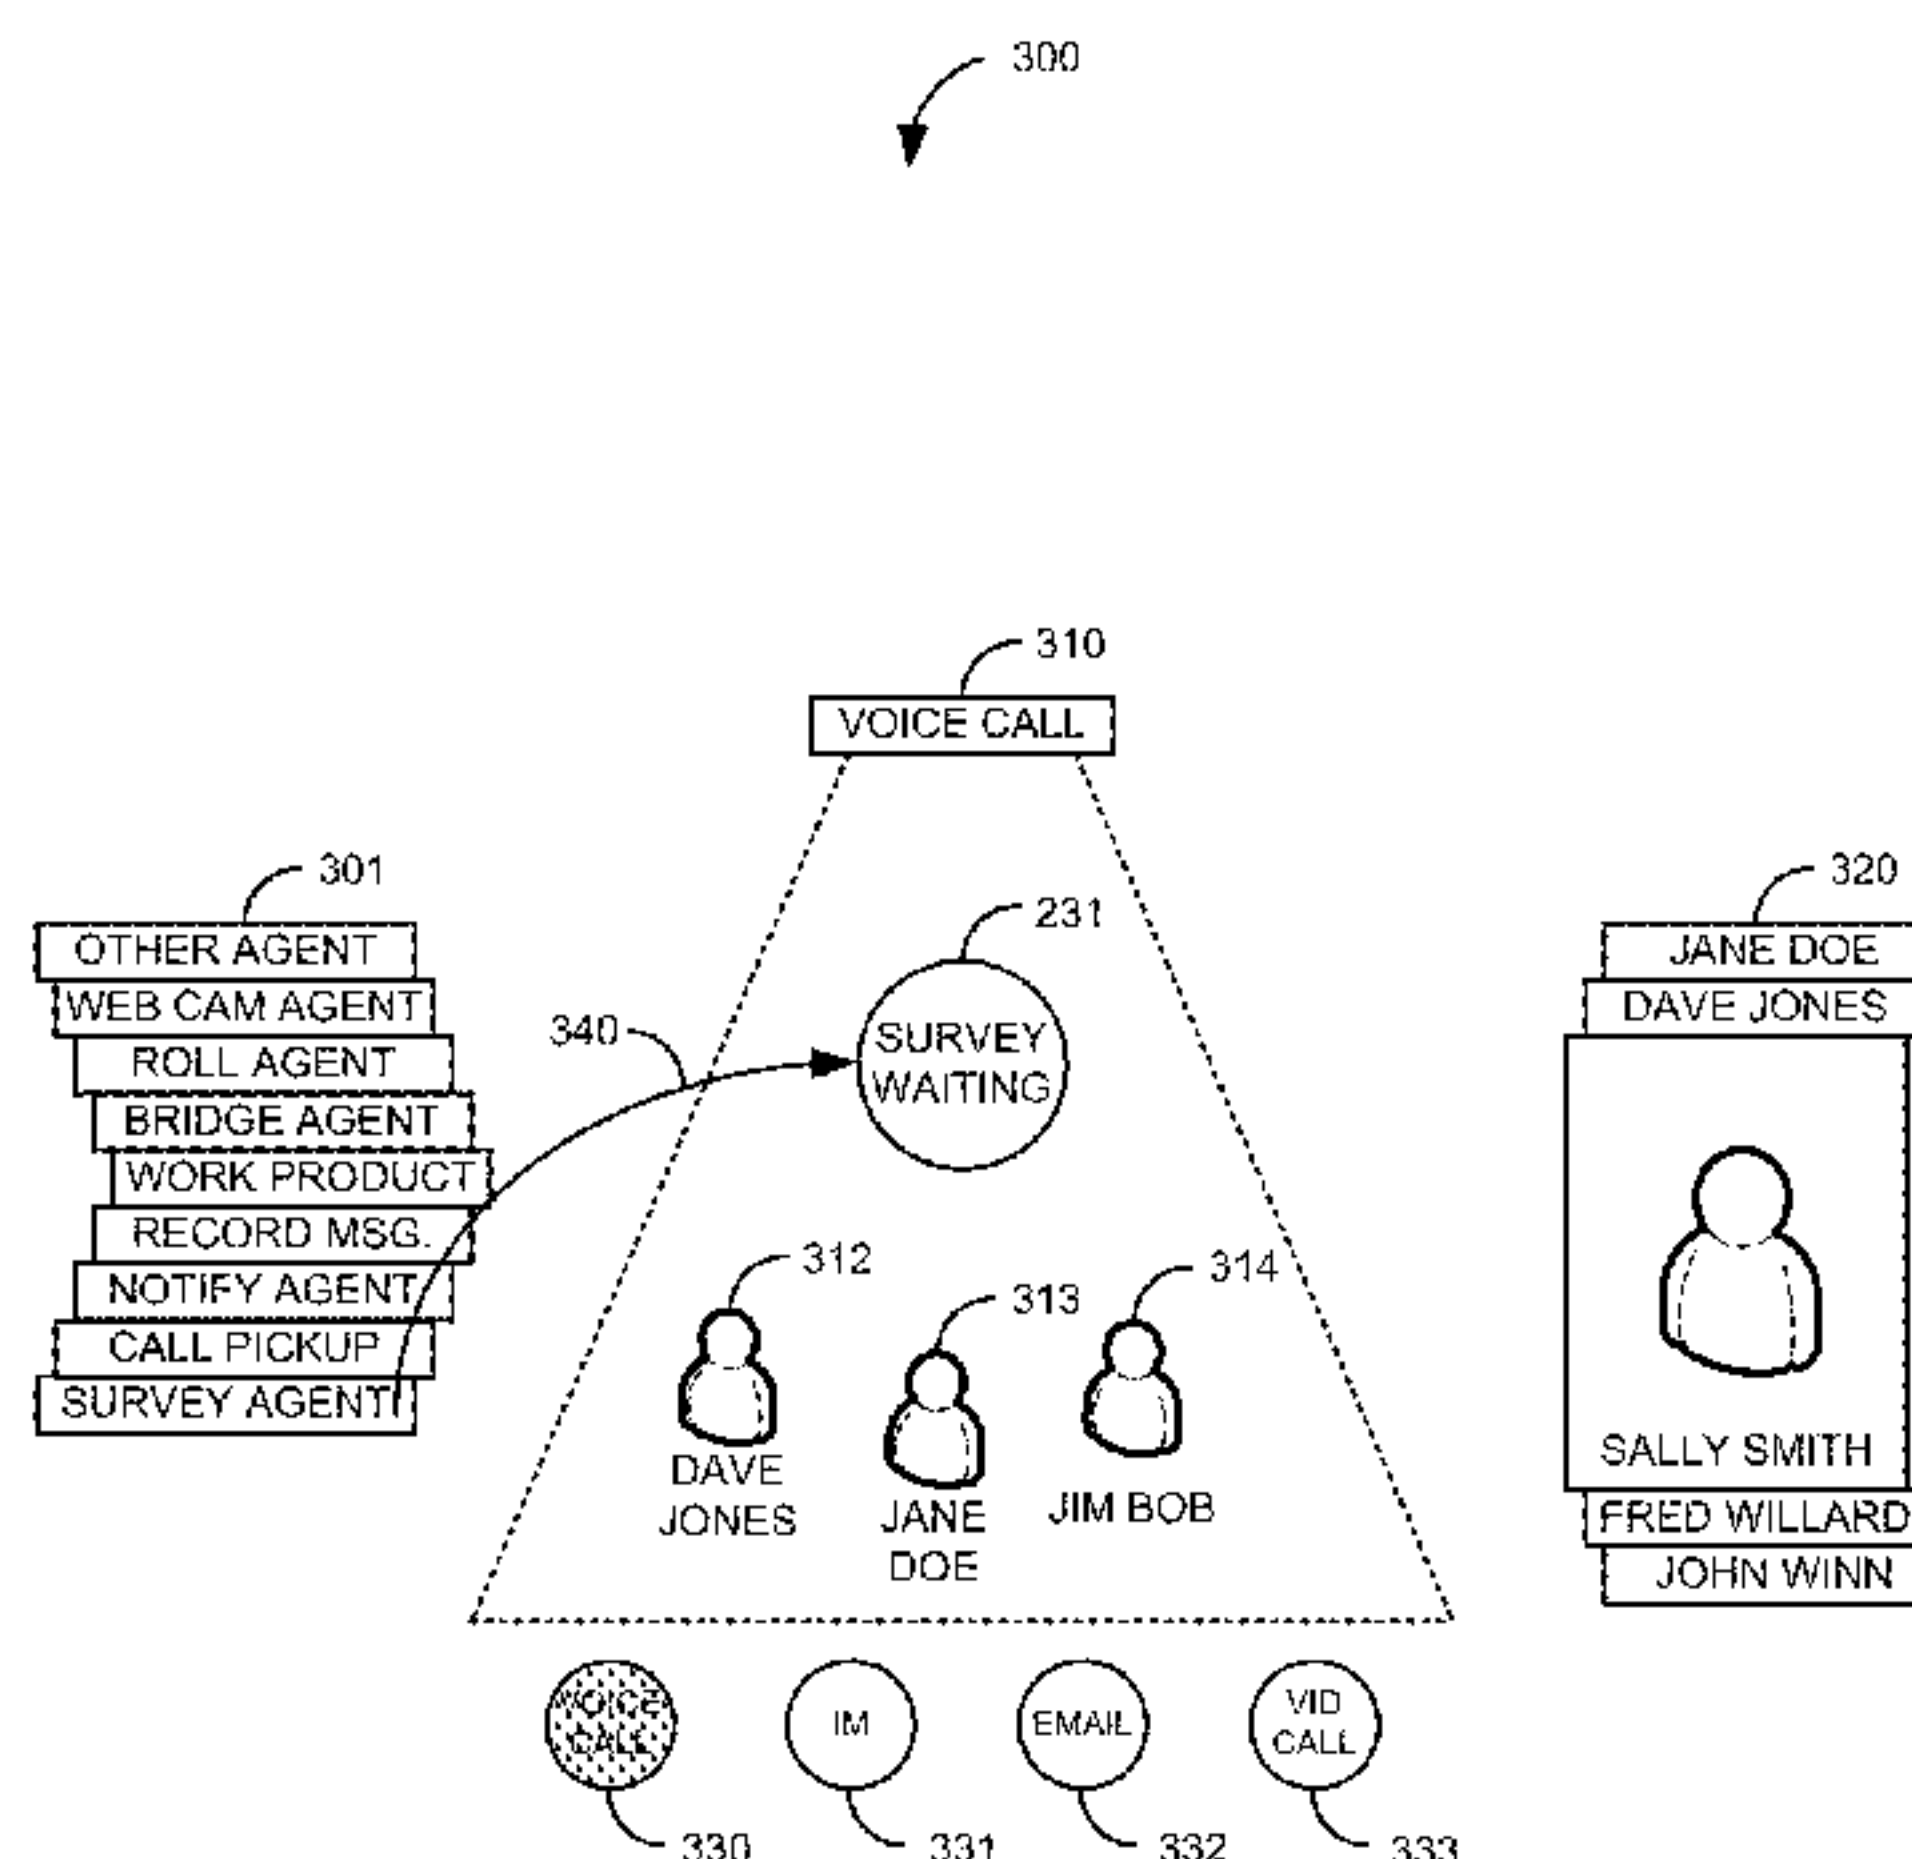 300
310
VOICE CALL
301
OTHER AGENT
WEB CAM AGENT
ROLL AGENT
BRIDGE AGENT
WORK PRODUCT
RECORD MSG.
NOTIFY AGENT
CALL PICKUP
SURVEY AGENT
340
231
SURVEY
WAITING
312
DAVE
JONES
313
JANE
DOE
314
JIM BOB
320
JANE DOE
DAVE JONES
SALLY SMITH
FRED WILLARD
JOHN WINN
VOICE
CALL
IM
EMAIL
VID
CALL
330
331
332
333